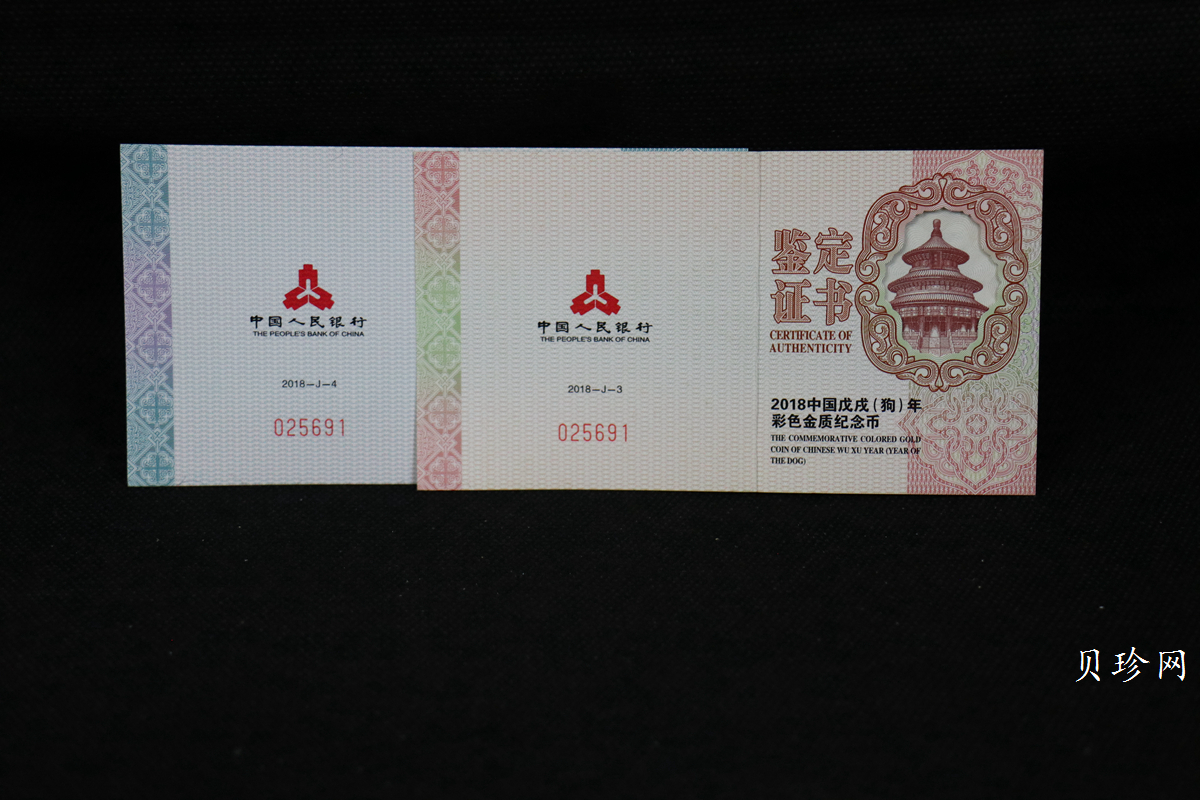 中国人民银行
THE PEOPLE'S BANK OF CHINA
2018—J—4
025691
中国人民银行
THE PEOPLE'S BANK OF CHINA
2018—J—3
025691
鉴定
证书
CERTIFICATE OF
AUTHENTICITY
2018中国戊戌(狗)年
彩色金质纪念币
THE COMMEMORATIVE COLORED GOLD
COIN OF CHINESE WU XU YEAR (YEAR OF
THE DOG)
贝珍网